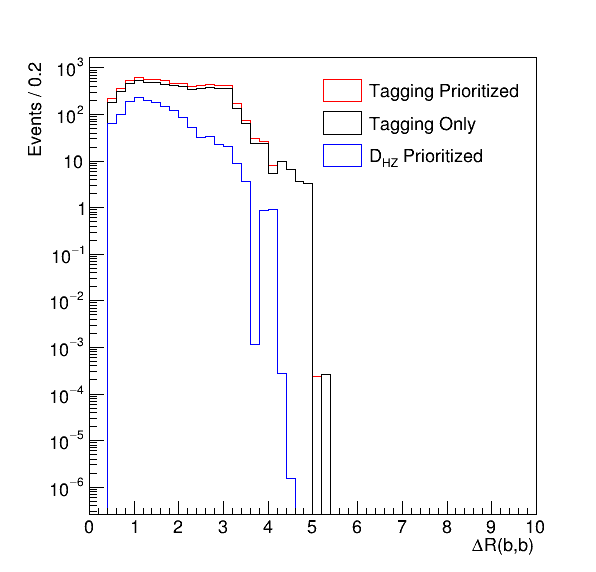 Events / 0.2
10³
10²
10
1
10⁻¹
10⁻²
10⁻³
10⁻⁴
10⁻⁵
10⁻⁶
Tagging Prioritized
Tagging Only
D_HZ Prioritized
0 1 2 3 4 5 6 7 8 9 10
ΔR(b,b)